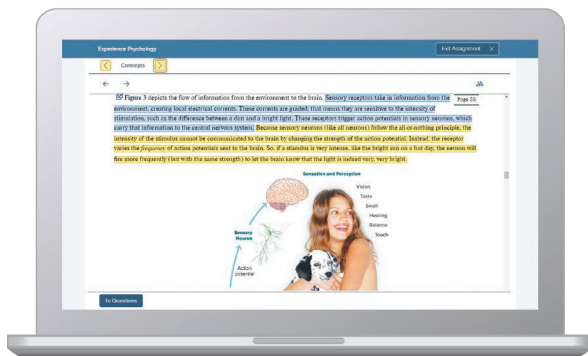 Experience Psychology
Exit Assignment X
Concepts
Figure 3 depicts the flow of information from the environment to the brain. Sensory receptors take in information from the
Page 88
environment, creating local electrical currents. These currents are graded; that means they are sensitive to the intensity of
stimulation, such as the difference between a dim and a bright light. These receptors trigger action potentials in sensory neurons, which
carry that information to the central nervous system. Because sensory neurons (like all neurons) follow the all-or-nothing principle, the
intensity of the stimulus cannot be communicated to the brain by changing the strength of the action potential. Instead, the receptor
varies the frequency of action potentials sent to the brain. So, if a stimulus is very intense, like the bright sun on a hot day, the neuron will
fire more frequently (but with the same strength) to let the brain know that the light is indeed very, very bright.
Sensation and Perception
Vision
Taste
Smell
Hearing
Balance
Touch
Sensory
Neuron
Action
potential
To Questions